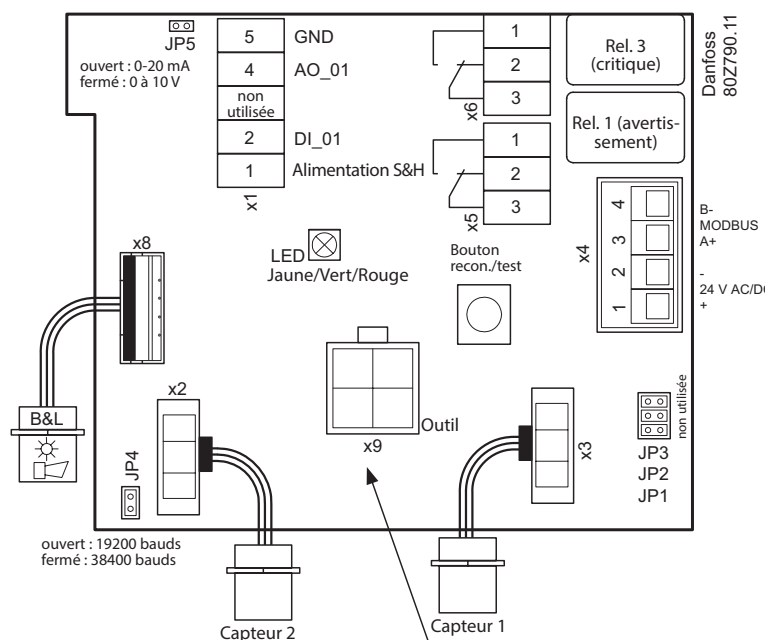 JP5
ouvert : 0-20 mA
fermé : 0 à 10 V
5 GND
4 AO_01
non
utilisée
2 DI_01
1 Alimentation S&H
x1
1
2
3
x6
1
2
3
x5
Rel. 3
(critique)
Rel. 1 (avertis-
sement)
Danfoss
80Z790.11
x4
4
3
2
1
B-
MODBUS
A+
-
24 V AC/DC
+
x8
LED
Jaune/Vert/Rouge
Bouton
recon./test
B&L
x2
JP4
Outil
x9
x3
non utilisée
JP3
JP2
JP1
ouvert : 19200 bauds
fermé : 38400 bauds
Capteur 2
Capteur 1